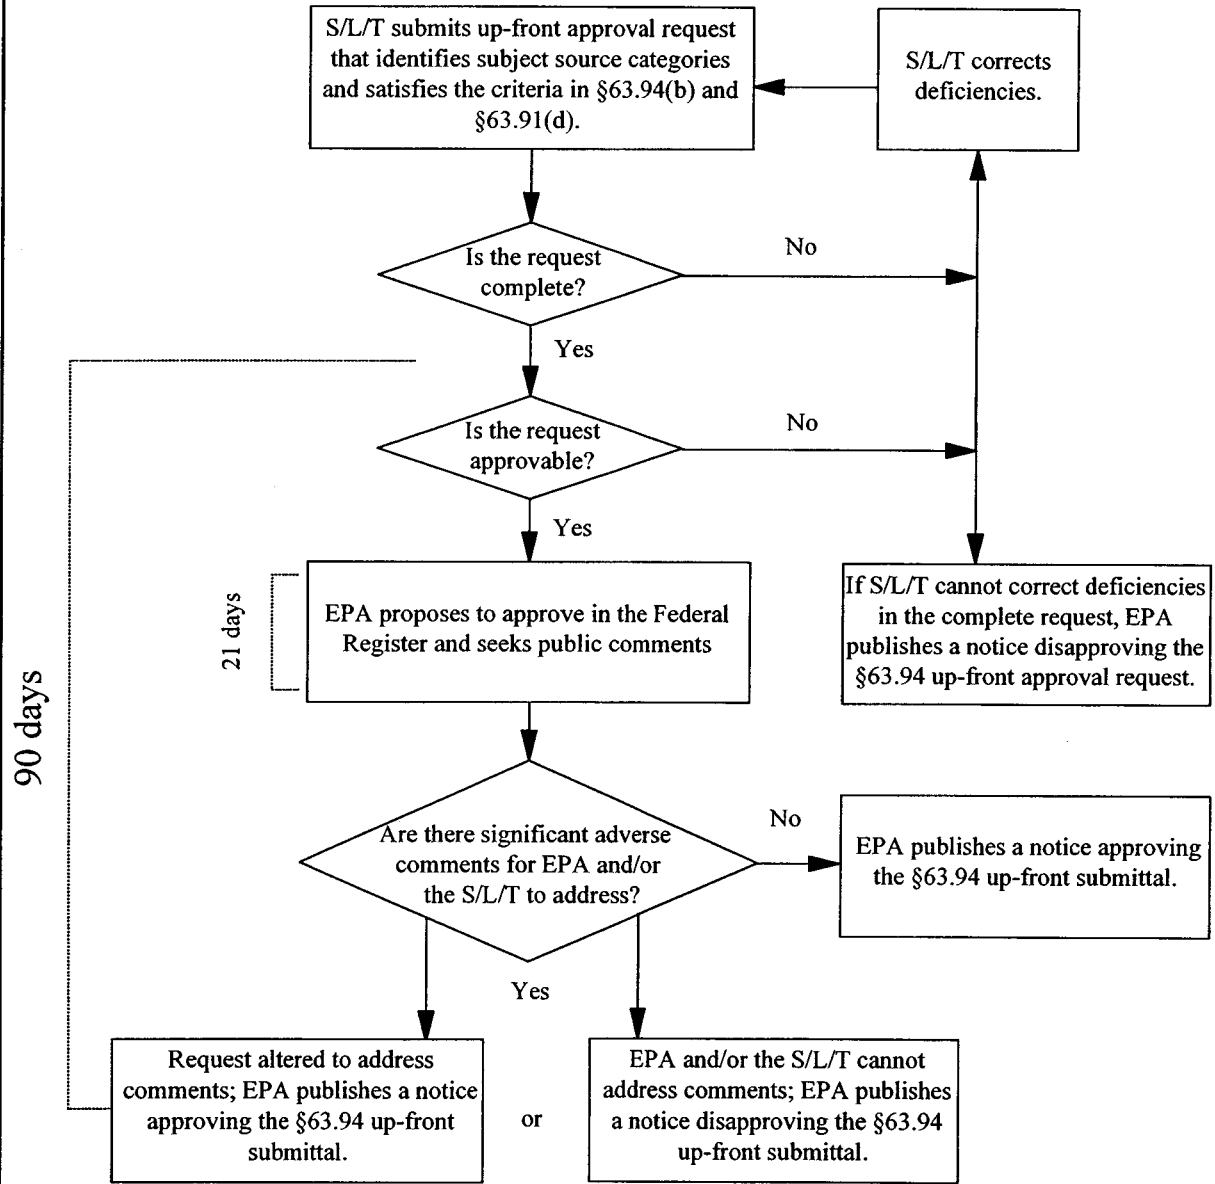 S/L/T submits up-front approval request
that identifies subject source categories
and satisfies the criteria in §63.94(b) and
§63.91(d).
S/L/T corrects
deficiencies.
Is the request
complete?
No
Yes
Is the request
approvable?
No
Yes
21 days
EPA proposes to approve in the Federal
Register and seeks public comments
If S/L/T cannot correct deficiencies
in the complete request, EPA
publishes a notice disapproving the
§63.94 up-front approval request.
90 days
Are there significant adverse
comments for EPA and/or
the S/L/T to address?
No
EPA publishes a notice approving
the §63.94 up-front submittal.
Yes
Request altered to address
comments; EPA publishes a notice
approving the §63.94 up-front
submittal.
or
EPA and/or the S/L/T cannot
address comments; EPA publishes
a notice disapproving the §63.94
up-front submittal.